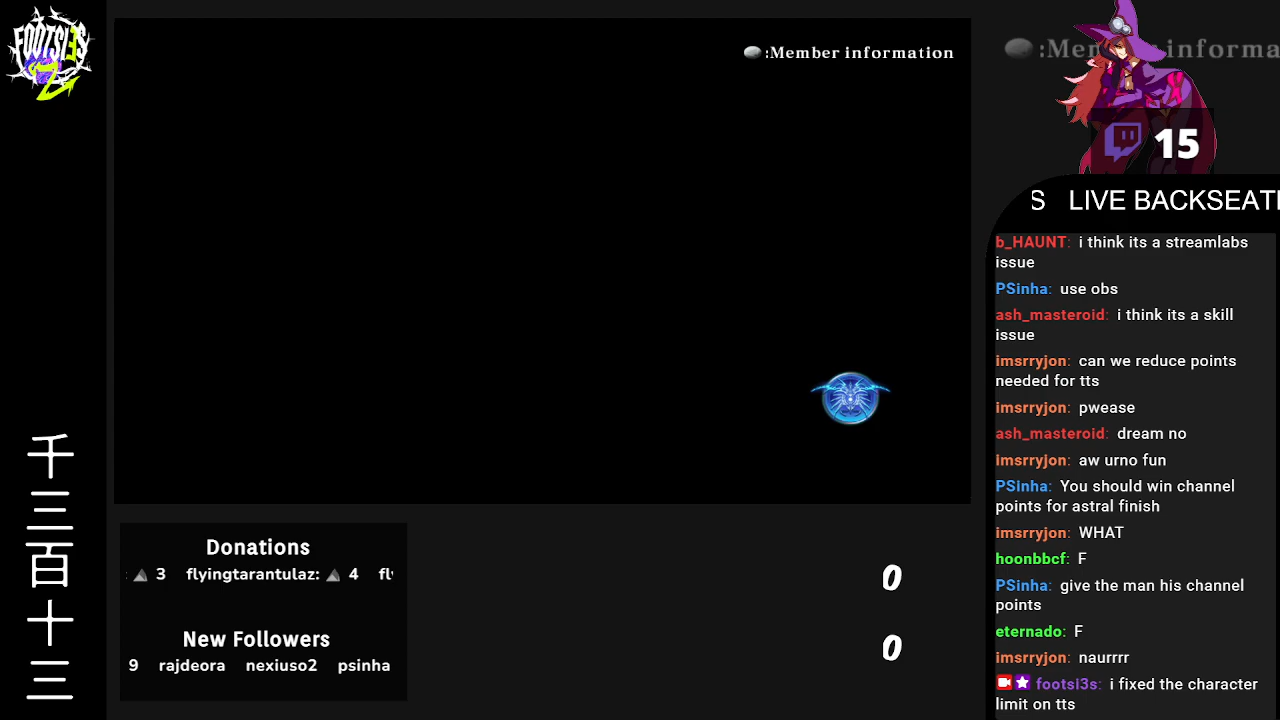 FOOTSI3S
:Member information
:Member informa
15
S LIVE BACKSEATI
b_HAUNT: i think its a streamlabs
issue
PSinha: use obs
ash_masteroid: i think its a skill
issue
imsrryjon: can we reduce points
needed for tts
imsrryjon: pwease
ash_masteroid: dream no
imsrryjon: aw urno fun
PSinha: You should win channel
points for astral finish
imsrryjon: WHAT
hoonbbcf: F
PSinha: give the man his channel
points
eternado: F
imsrryjon: naurrrr
footsi3s: i fixed the character
limit on tts
千
三
百
十
三
Donations
: 3 flyingtarantulaz: 4 fly
New Followers
9 rajdeora nexiuso2 psinha
0
0